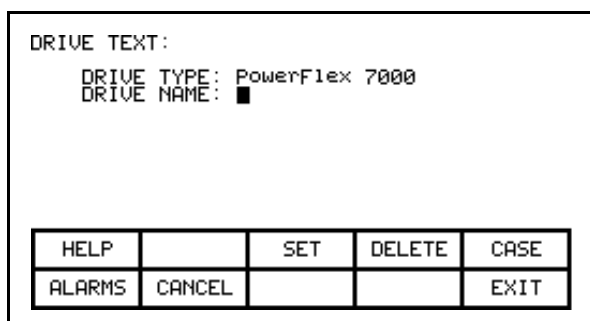 DRIVE TEXT:
DRIVE TYPE: PowerFlex 7000
DRIVE NAME:
HELP SET DELETE CASE
ALARMS CANCEL EXIT